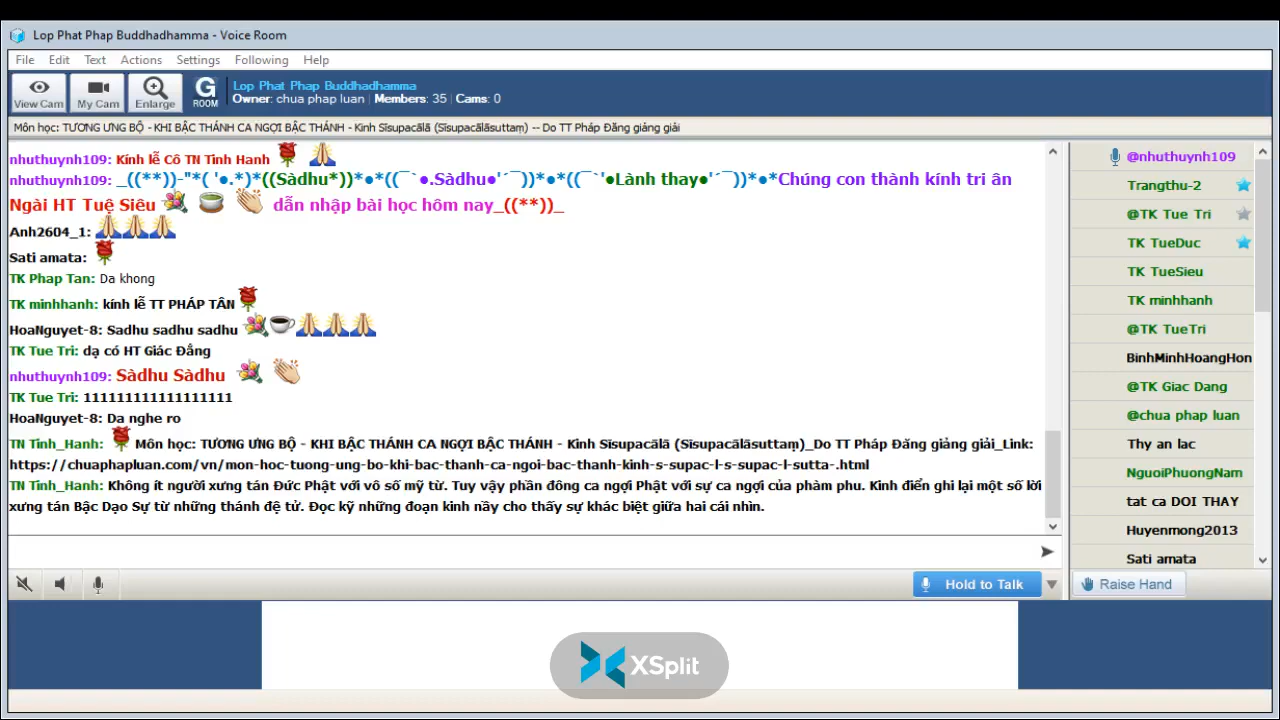 Lop Phat Phap Buddhadhamma - Voice Room
File Edit Text Actions Settings Following Help
View Cam My Cam Enlarge G ROOM
Lop Phat Phap Buddhadhamma
Owner: chua phap luan | Members: 35 | Cams: 0
Môn học: TƯƠNG ƯNG BỘ - KHI BẬC THÁNH CA NGỢI BẬC THÁNH - Kinh Sīsupacālā (Sīsupacālāsuttaṃ) -- Do TT Pháp Đăng giảng giải
nhuthuynh109: Kính lễ Cô TN Tinh Hanh
nhuthuynh109: _((**))-"*( '●.*)*((Sàdhu*))*●*((¯`●.Sàdhu●'´¯))*●*((¯`'●Lành thay●'´¯))*●*Chúng con thành kính tri ân
Ngài HT Tuệ Siêu dẫn nhập bài học hôm nay_((**))_
Anh2604_1:
Sati amata:
TK Phap Tan: Da khong
TK minhhanh: kính lễ TT PHÁP TÂN
HoaNguyet-8: Sadhu sadhu sadhu
TK Tue Tri: dạ có HT Giác Đẳng
nhuthuynh109: Sàdhu Sàdhu
TK Tue Tri: 111111111111111111
HoaNguyet-8: Da nghe ro
TN Tinh_Hanh: Môn học: TƯƠNG ƯNG BỘ - KHI BẬC THÁNH CA NGỢI BẬC THÁNH - Kinh Sīsupacālā (Sīsupacālāsuttaṃ)_Do TT Pháp Đăng giảng giải_Link:
https://chuaphapluan.com/vn/mon-hoc-tuong-ung-bo-khi-bac-thanh-ca-ngoi-bac-thanh-kinh-s-supac-l-s-supac-l-sutta-.html
TN Tinh_Hanh: Không ít người xưng tán Đức Phật với vô số mỹ từ. Tuy vậy phần đông ca ngợi Phật với sự ca ngợi của phàm phu. Kinh điển ghi lại một số lời
xưng tán Bậc Đạo Sư từ những thánh đệ tử. Đọc kỹ những đoạn kinh nầy cho thấy sự khác biệt giữa hai cái nhìn.
@nhuthuynh109
Trangthu-2
@TK Tue Tri
TK TueDuc
TK TueSieu
TK minhhanh
@TK TueTri
BinhMinhHoangHon
@TK Giac Dang
@chua phap luan
Thy an lac
NguoiPhuongNam
tat ca DOI THAY
Huyenmong2013
Sati amata
Hold to Talk
Raise Hand
XSplit